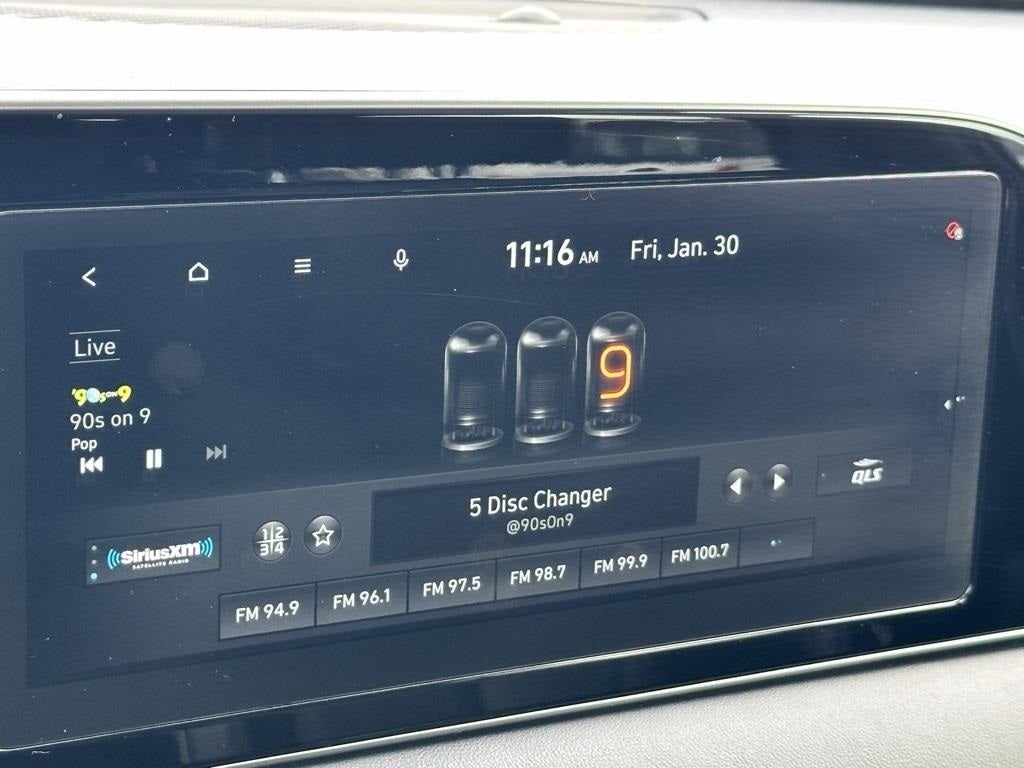 11:16 AM Fri, Jan. 30
Live
'90s ON 9
90s on 9
Pop
9
5 Disc Changer
@90sOn9
QLS
SiriusXM
SATELLITE RADIO
1 2
3 4
FM 94.9 FM 96.1 FM 97.5 FM 98.7 FM 99.9 FM 100.7